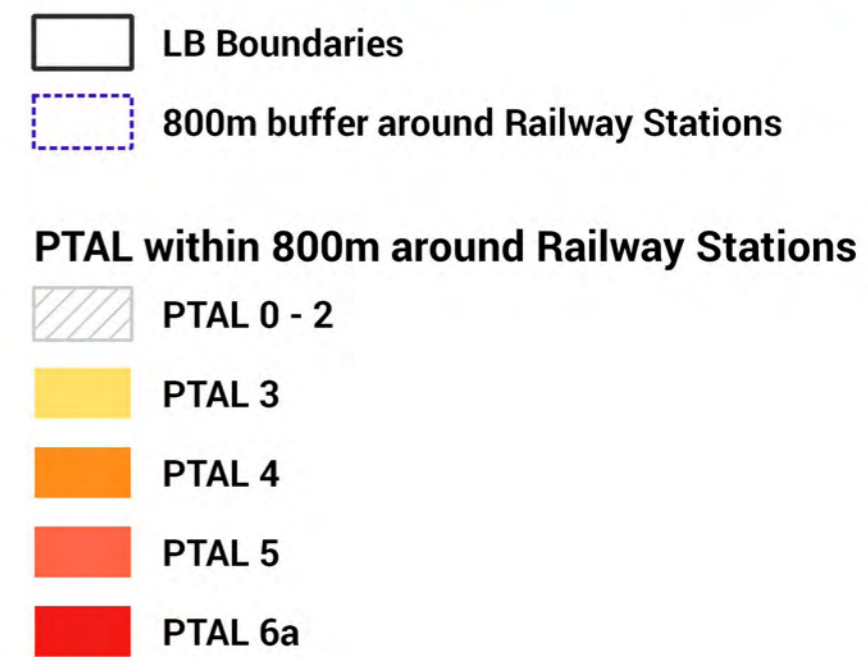 LB Boundaries
800m buffer around Railway Stations
PTAL within 800m around Railway Stations
PTAL 0 - 2
PTAL 3
PTAL 4
PTAL 5
PTAL 6a